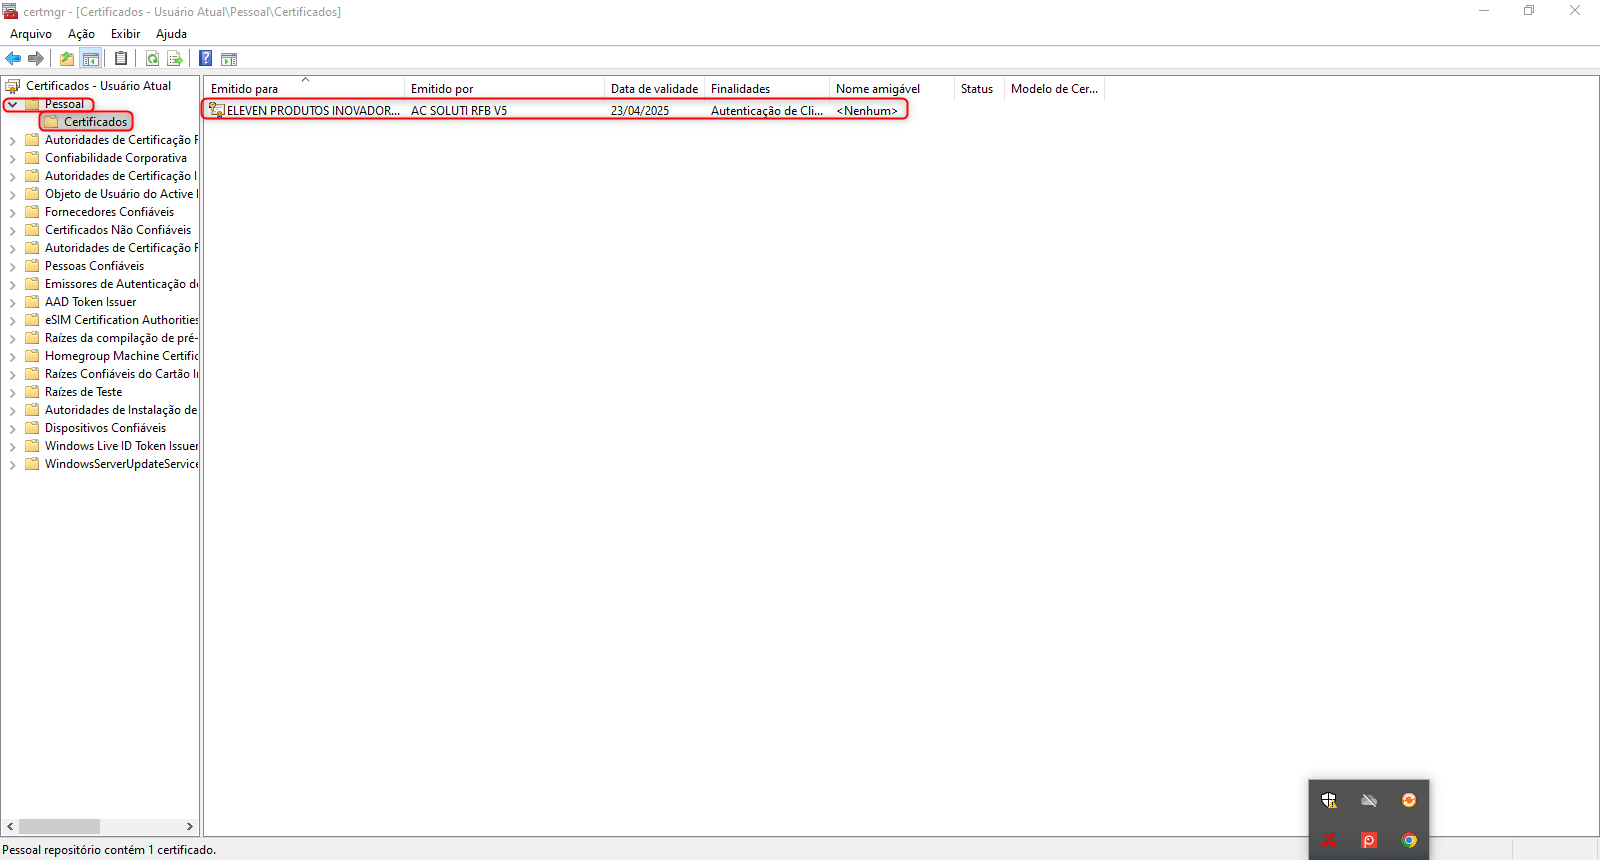 certmgr - [Certificados - Usuário Atual\Pessoal\Certificados]
Arquivo Ação Exibir Ajuda
Certificados - Usuário Atual
Pessoal
Certificados
Autoridades de Certificação R
Confiabilidade Corporativa
Autoridades de Certificação I
Objeto de Usuário do Active
Fornecedores Confiáveis
Certificados Não Confiáveis
Autoridades de Certificação R
Pessoas Confiáveis
Emissores de Autenticação de
AAD Token Issuer
eSIM Certification Authorities
Raízes da compilação de pré-
Homegroup Machine Certific
Raízes Confiáveis do Cartão I
Raízes de Teste
Autoridades de Instalação de
Dispositivos Confiáveis
Windows Live ID Token Issuer
WindowsServerUpdateService
Emitido para Emitido por Data de validade Finalidades Nome amigável Status Modelo de Cer...
ELEVEN PRODUTOS INOVADOR... AC SOLUTI RFB V5 23/04/2025 Autenticação de Cli... <Nenhum>
Pessoal repositório contém 1 certificado.